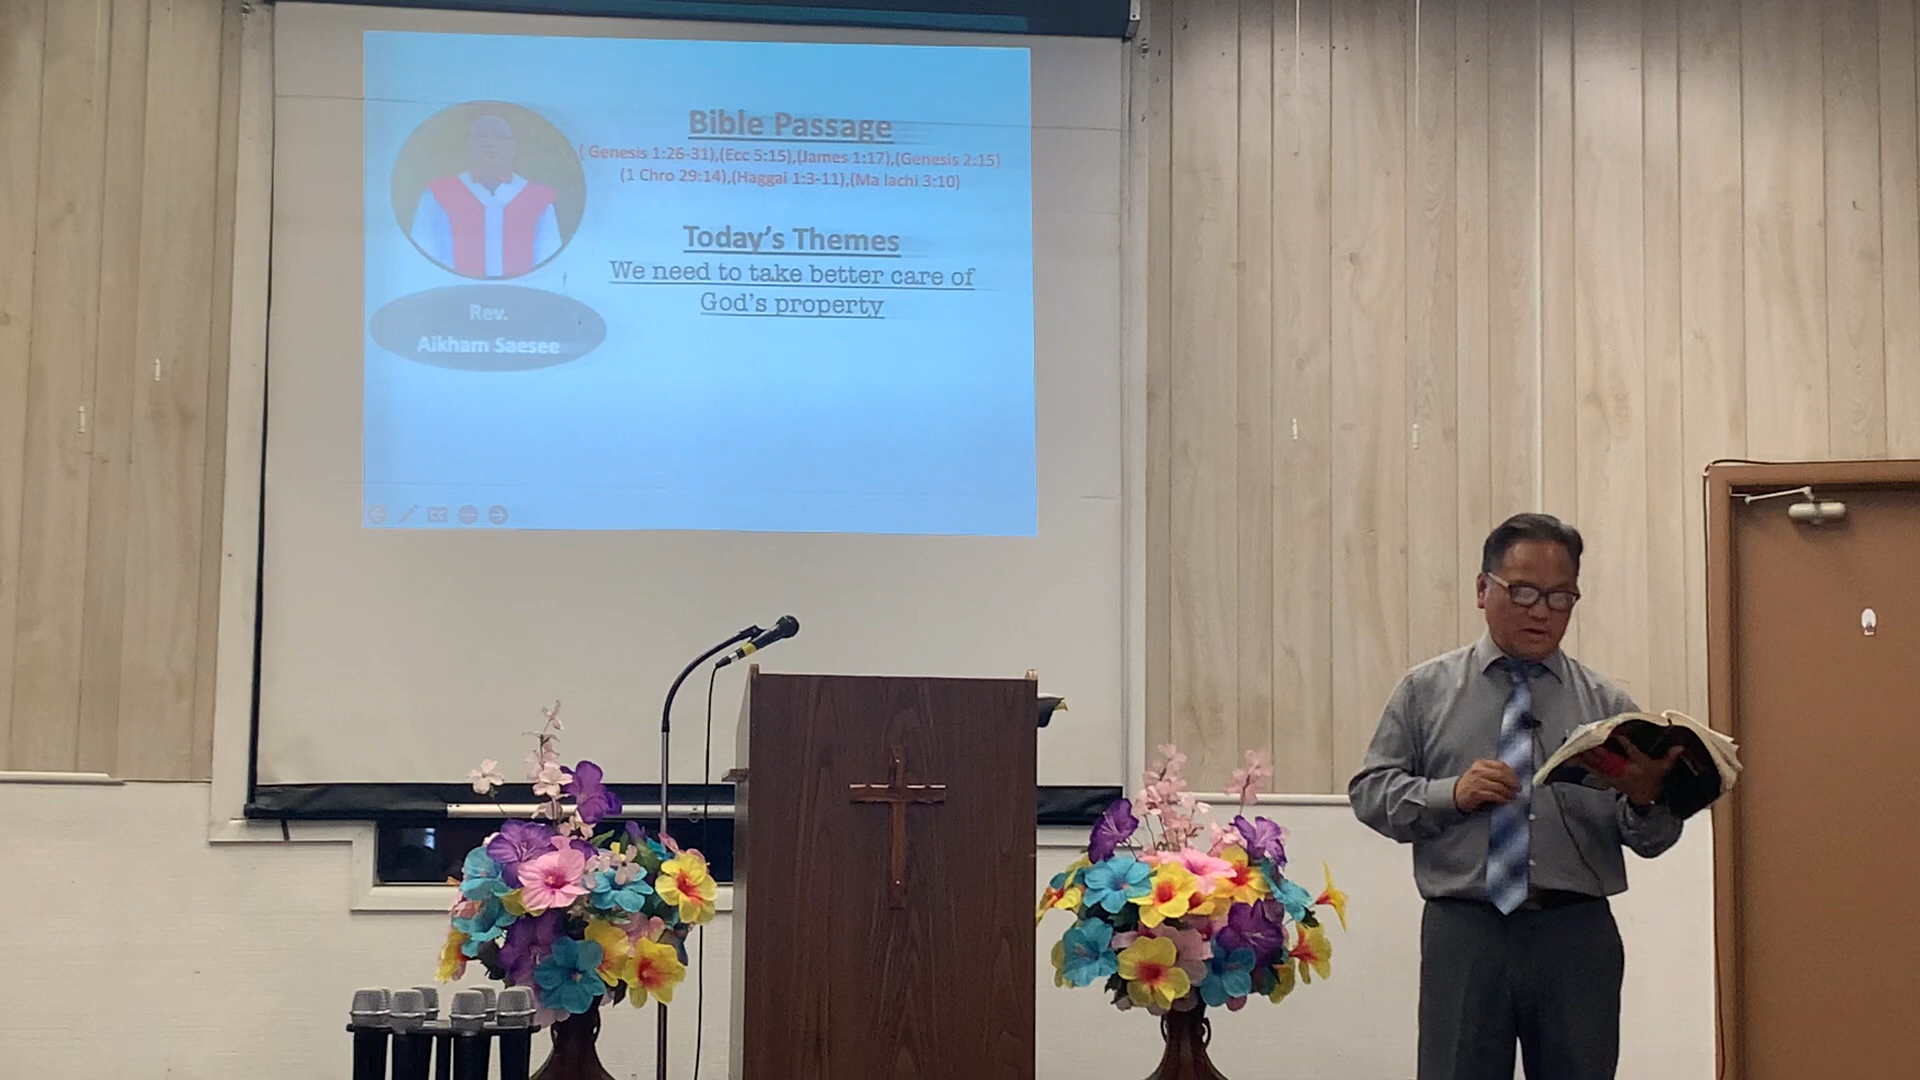 Bible Passage
( Genesis 1:26-31),(Ecc 5:15),(James 1:17),(Genesis 2:15)
(1 Chro 29:14),(Haggai 1:3-11),(Ma lachi 3:10)
Today's Themes
We need to take better care of
God's property
Rev.
Aikham Saesee
CC